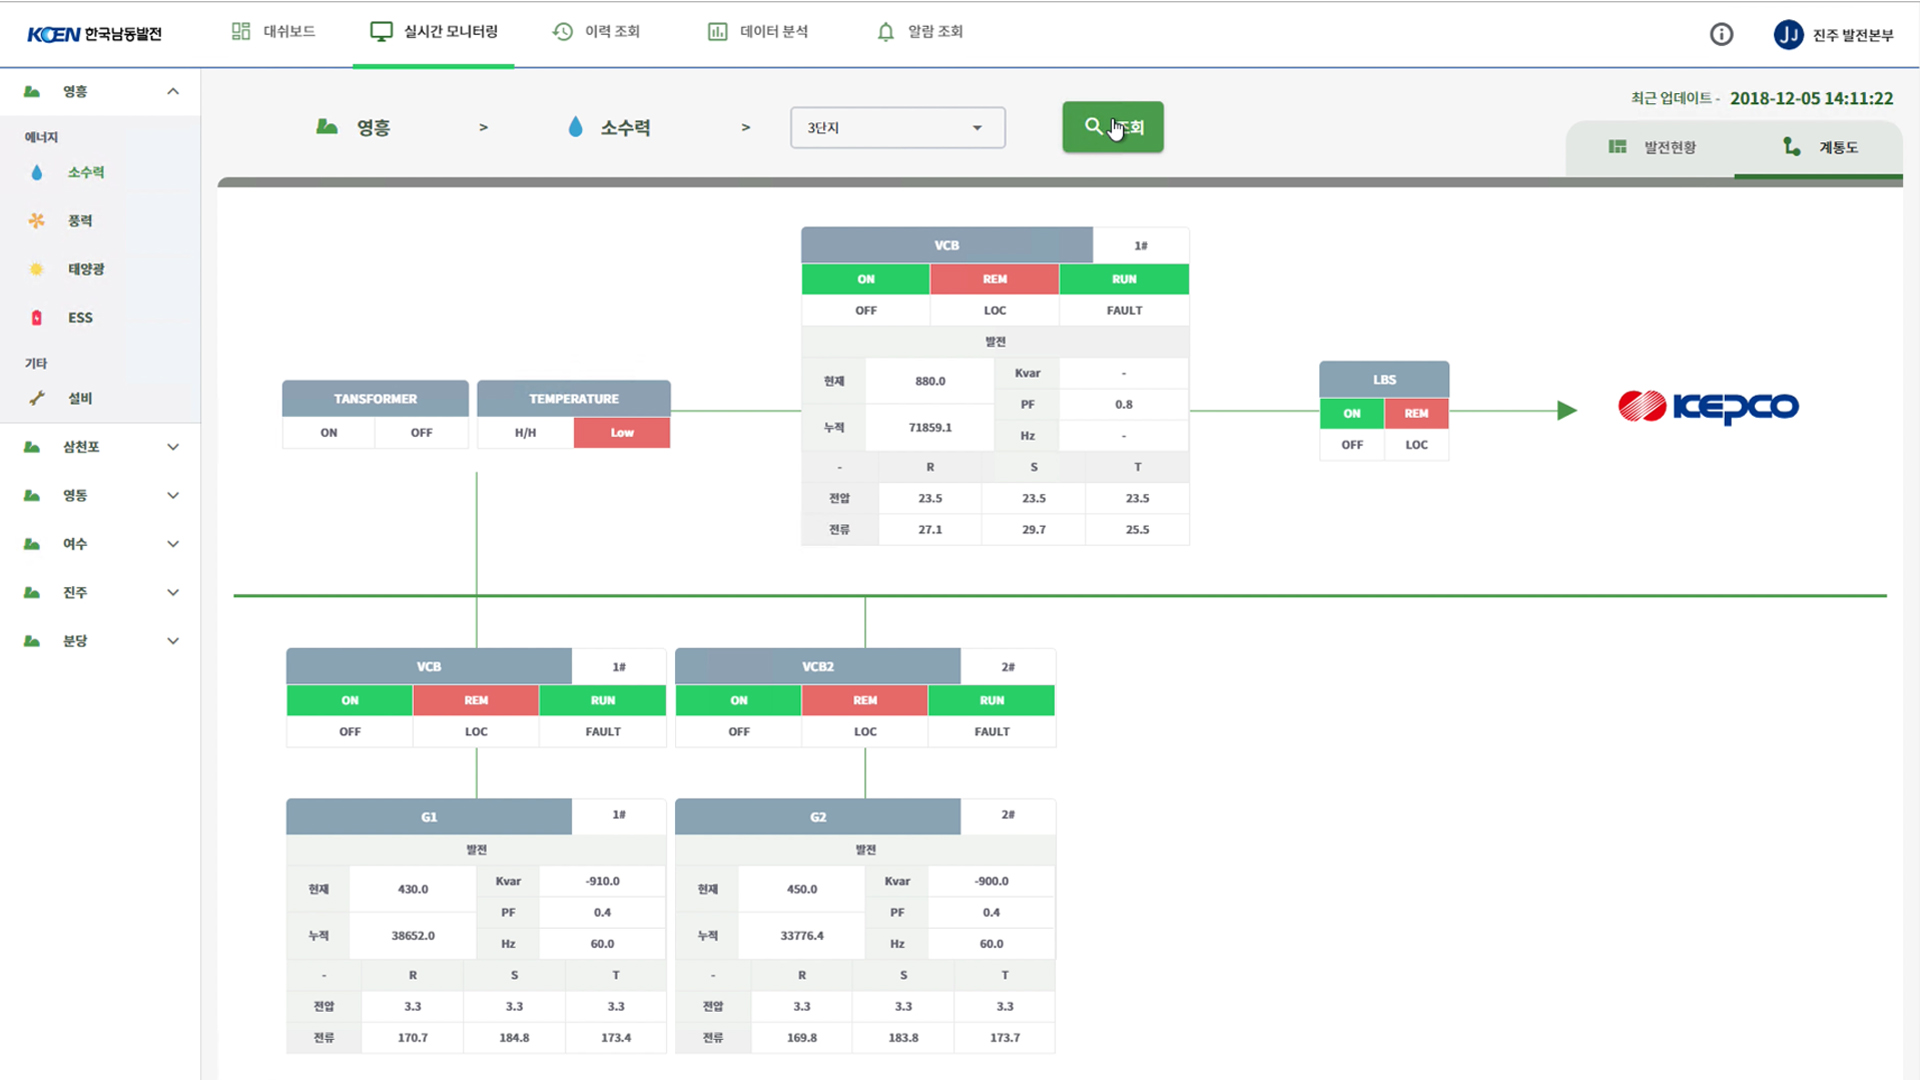 KOEN 한국남동발전
대쉬보드
실시간 모니터링
이력 조회
데이터 분석
알람 조회
JJ 진주 발전본부
영흥
에너지
소수력
풍력
태양광
ESS
기타
설비
삼천포
영동
여수
진주
분당
영흥 > 소수력 > 3단지
최근 업데이트 - 2018-12-05 14:11:22
발전현황 계통도
VCB 1#
ON REM RUN
OFF LOC FAULT
발전
현재 880.0 Kvar -
PF 0.8
누적 71859.1 Hz -
- R S T
전압 23.5 23.5 23.5
전류 27.1 29.7 25.5
TANSFORMER
ON OFF
TEMPERATURE
H/H Low
LBS
ON REM
OFF LOC
KEPCO
VCB 1#
ON REM RUN
OFF LOC FAULT
VCB2 2#
ON REM RUN
OFF LOC FAULT
G1 1#
발전
현재 430.0 Kvar -910.0
PF 0.4
누적 38652.0 Hz 60.0
- R S T
전압 3.3 3.3 3.3
전류 170.7 184.8 173.4
G2 2#
발전
현재 450.0 Kvar -900.0
PF 0.4
누적 33776.4 Hz 60.0
- R S T
전압 3.3 3.3 3.3
전류 169.8 183.8 173.7